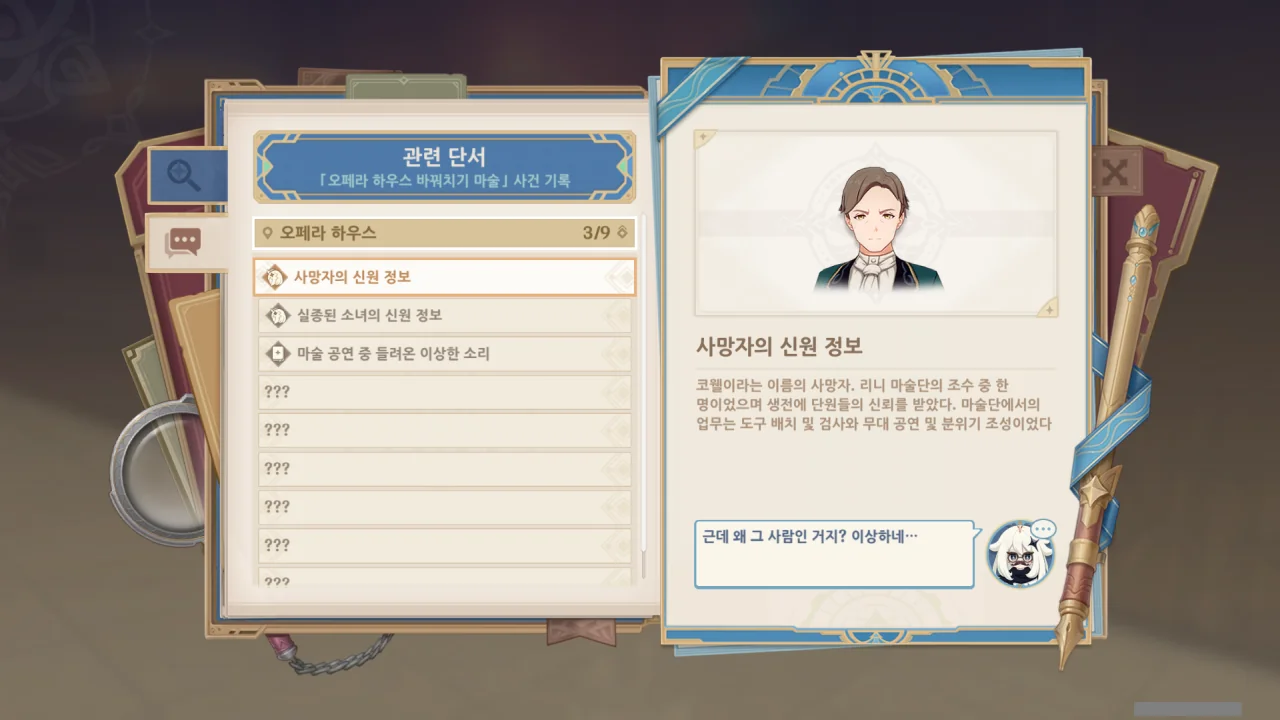 관련 단서
「오페라 하우스 바꿔치기 마술」 사건 기록
오페라 하우스 3/9
사망자의 신원 정보
실종된 소녀의 신원 정보
마술 공연 중 들려온 이상한 소리
???
???
???
???
???
???
사망자의 신원 정보
코웰이라는 이름의 사망자. 리니 마술단의 조수 중 한
명이었으며 생전에 단원들의 신뢰를 받았다. 마술단에서의
업무는 도구 배치 및 검사와 무대 공연 및 분위기 조성이었다
근데 왜 그 사람인 거지? 이상하네…